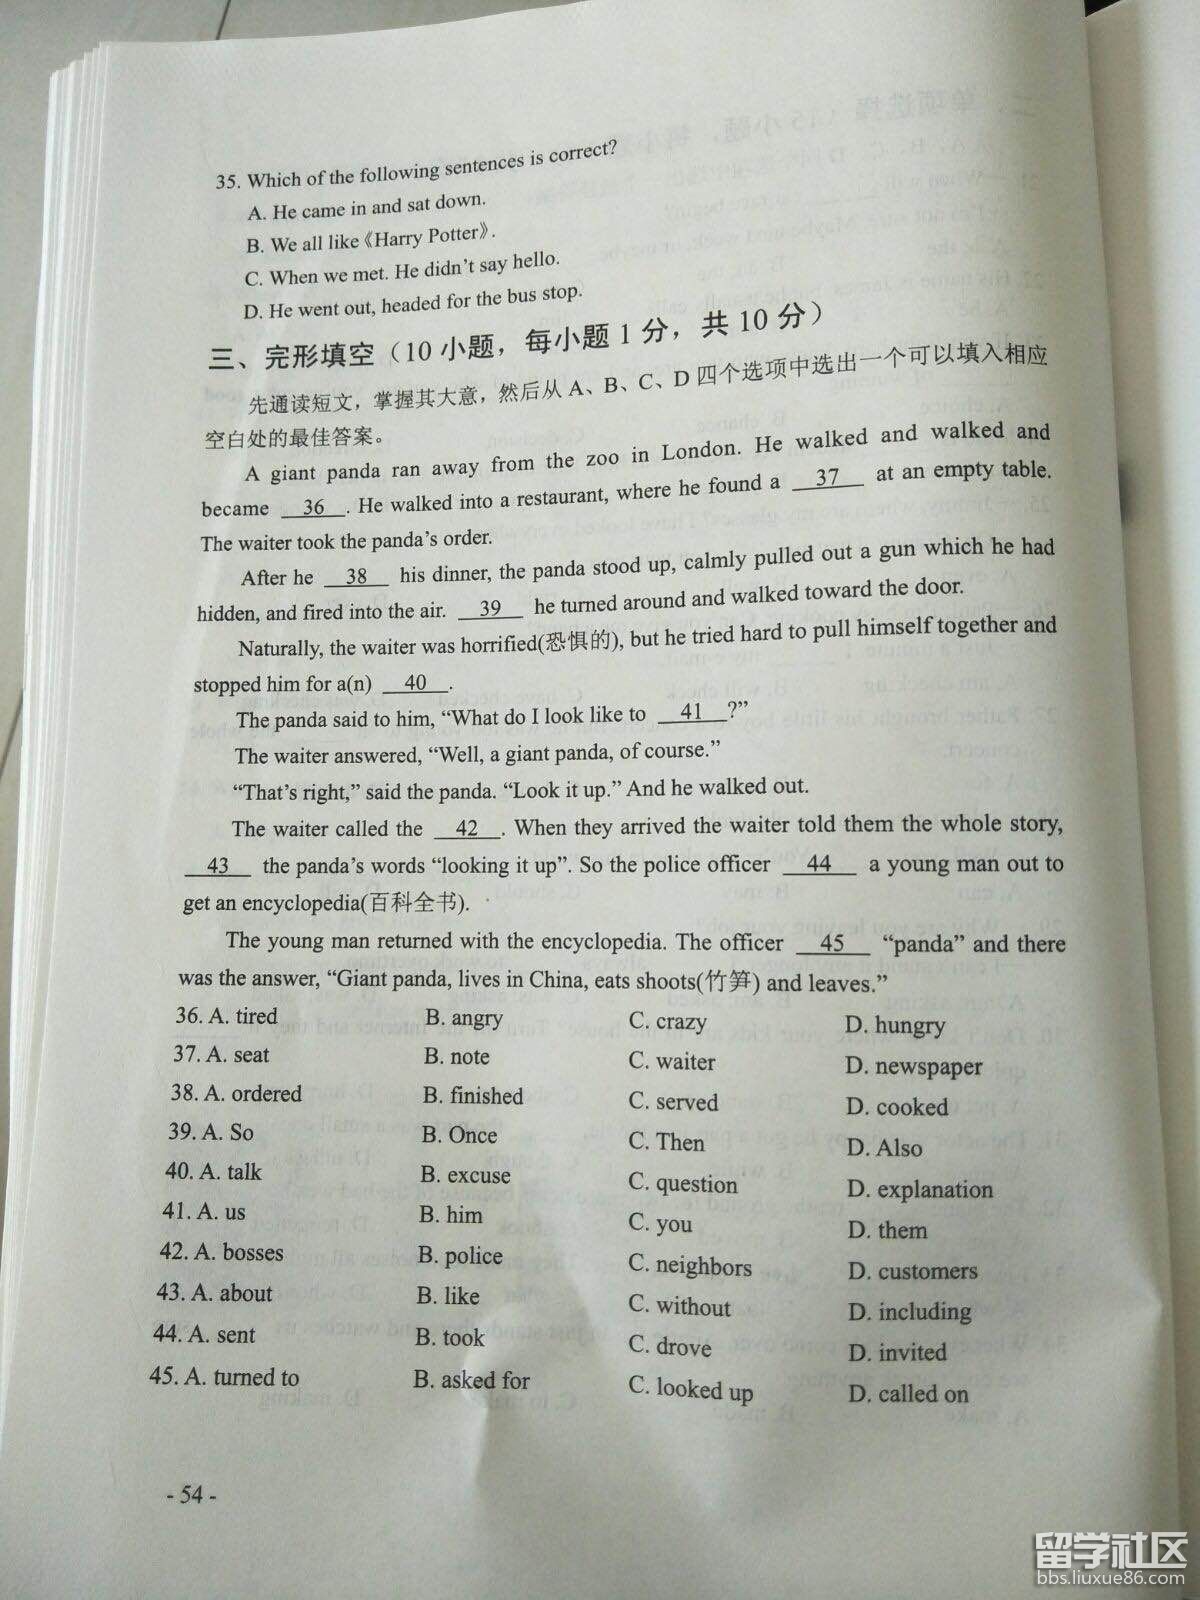 35. Which of the following sentences is correct?
A. He came in and sat down.
B. We all like《Harry Potter》.
C. When we met. He didn't say hello.
D. He went out, headed for the bus stop.
三、完形填空（10 小题，每小题 1 分，共 10 分）
先通读短文，掌握其大意，然后从 A、B、C、D 四个选项中选出一个可以填入相应
空白处的最佳答案。
A giant panda ran away from the zoo in London. He walked and walked and
became 36 . He walked into a restaurant, where he found a 37 at an empty table.
The waiter took the panda's order.
After he 38 his dinner, the panda stood up, calmly pulled out a gun which he had
hidden, and fired into the air. 39 he turned around and walked toward the door.
Naturally, the waiter was horrified(恐惧的), but he tried hard to pull himself together and
stopped him for a(n) 40 .
The panda said to him, “What do I look like to 41 ?”
The waiter answered, “Well, a giant panda, of course.”
“That's right,” said the panda. “Look it up.” And he walked out.
The waiter called the 42 . When they arrived the waiter told them the whole story,
43 the panda's words “looking it up”. So the police officer 44 a young man out to
get an encyclopedia(百科全书).
The young man returned with the encyclopedia. The officer 45 “panda” and there
was the answer, “Giant panda, lives in China, eats shoots(竹笋) and leaves.”
36. A. tired B. angry C. crazy D. hungry
37. A. seat B. note C. waiter D. newspaper
38. A. ordered B. finished C. served D. cooked
39. A. So B. Once C. Then D. Also
40. A. talk B. excuse C. question D. explanation
41. A. us B. him C. you D. them
42. A. bosses B. police C. neighbors D. customers
43. A. about B. like C. without D. including
44. A. sent B. took C. drove D. invited
45. A. turned to B. asked for C. looked up D. called on
- 54 -
留学社区
bbs.liuxue86.com